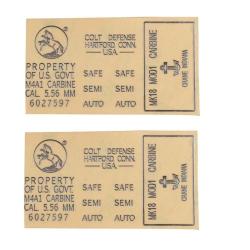 COLT DEFENSE
HARTFORD, CONN.
U.S.A.
PROPERTY
OF U.S. GOVT.
M4A1 CARBINE
CAL. 5.56 MM
6027597
SAFE SAFE
SEMI SEMI
AUTO AUTO
MK18 MOD1 CARBINE
CRANE INDIANA
COLT DEFENSE
HARTFORD, CONN.
U.S.A.
PROPERTY
OF U.S. GOVT.
M4A1 CARBINE
CAL. 5.56 MM
6027597
SAFE SAFE
SEMI SEMI
AUTO AUTO
MK18 MOD1 CARBINE
CRANE INDIANA